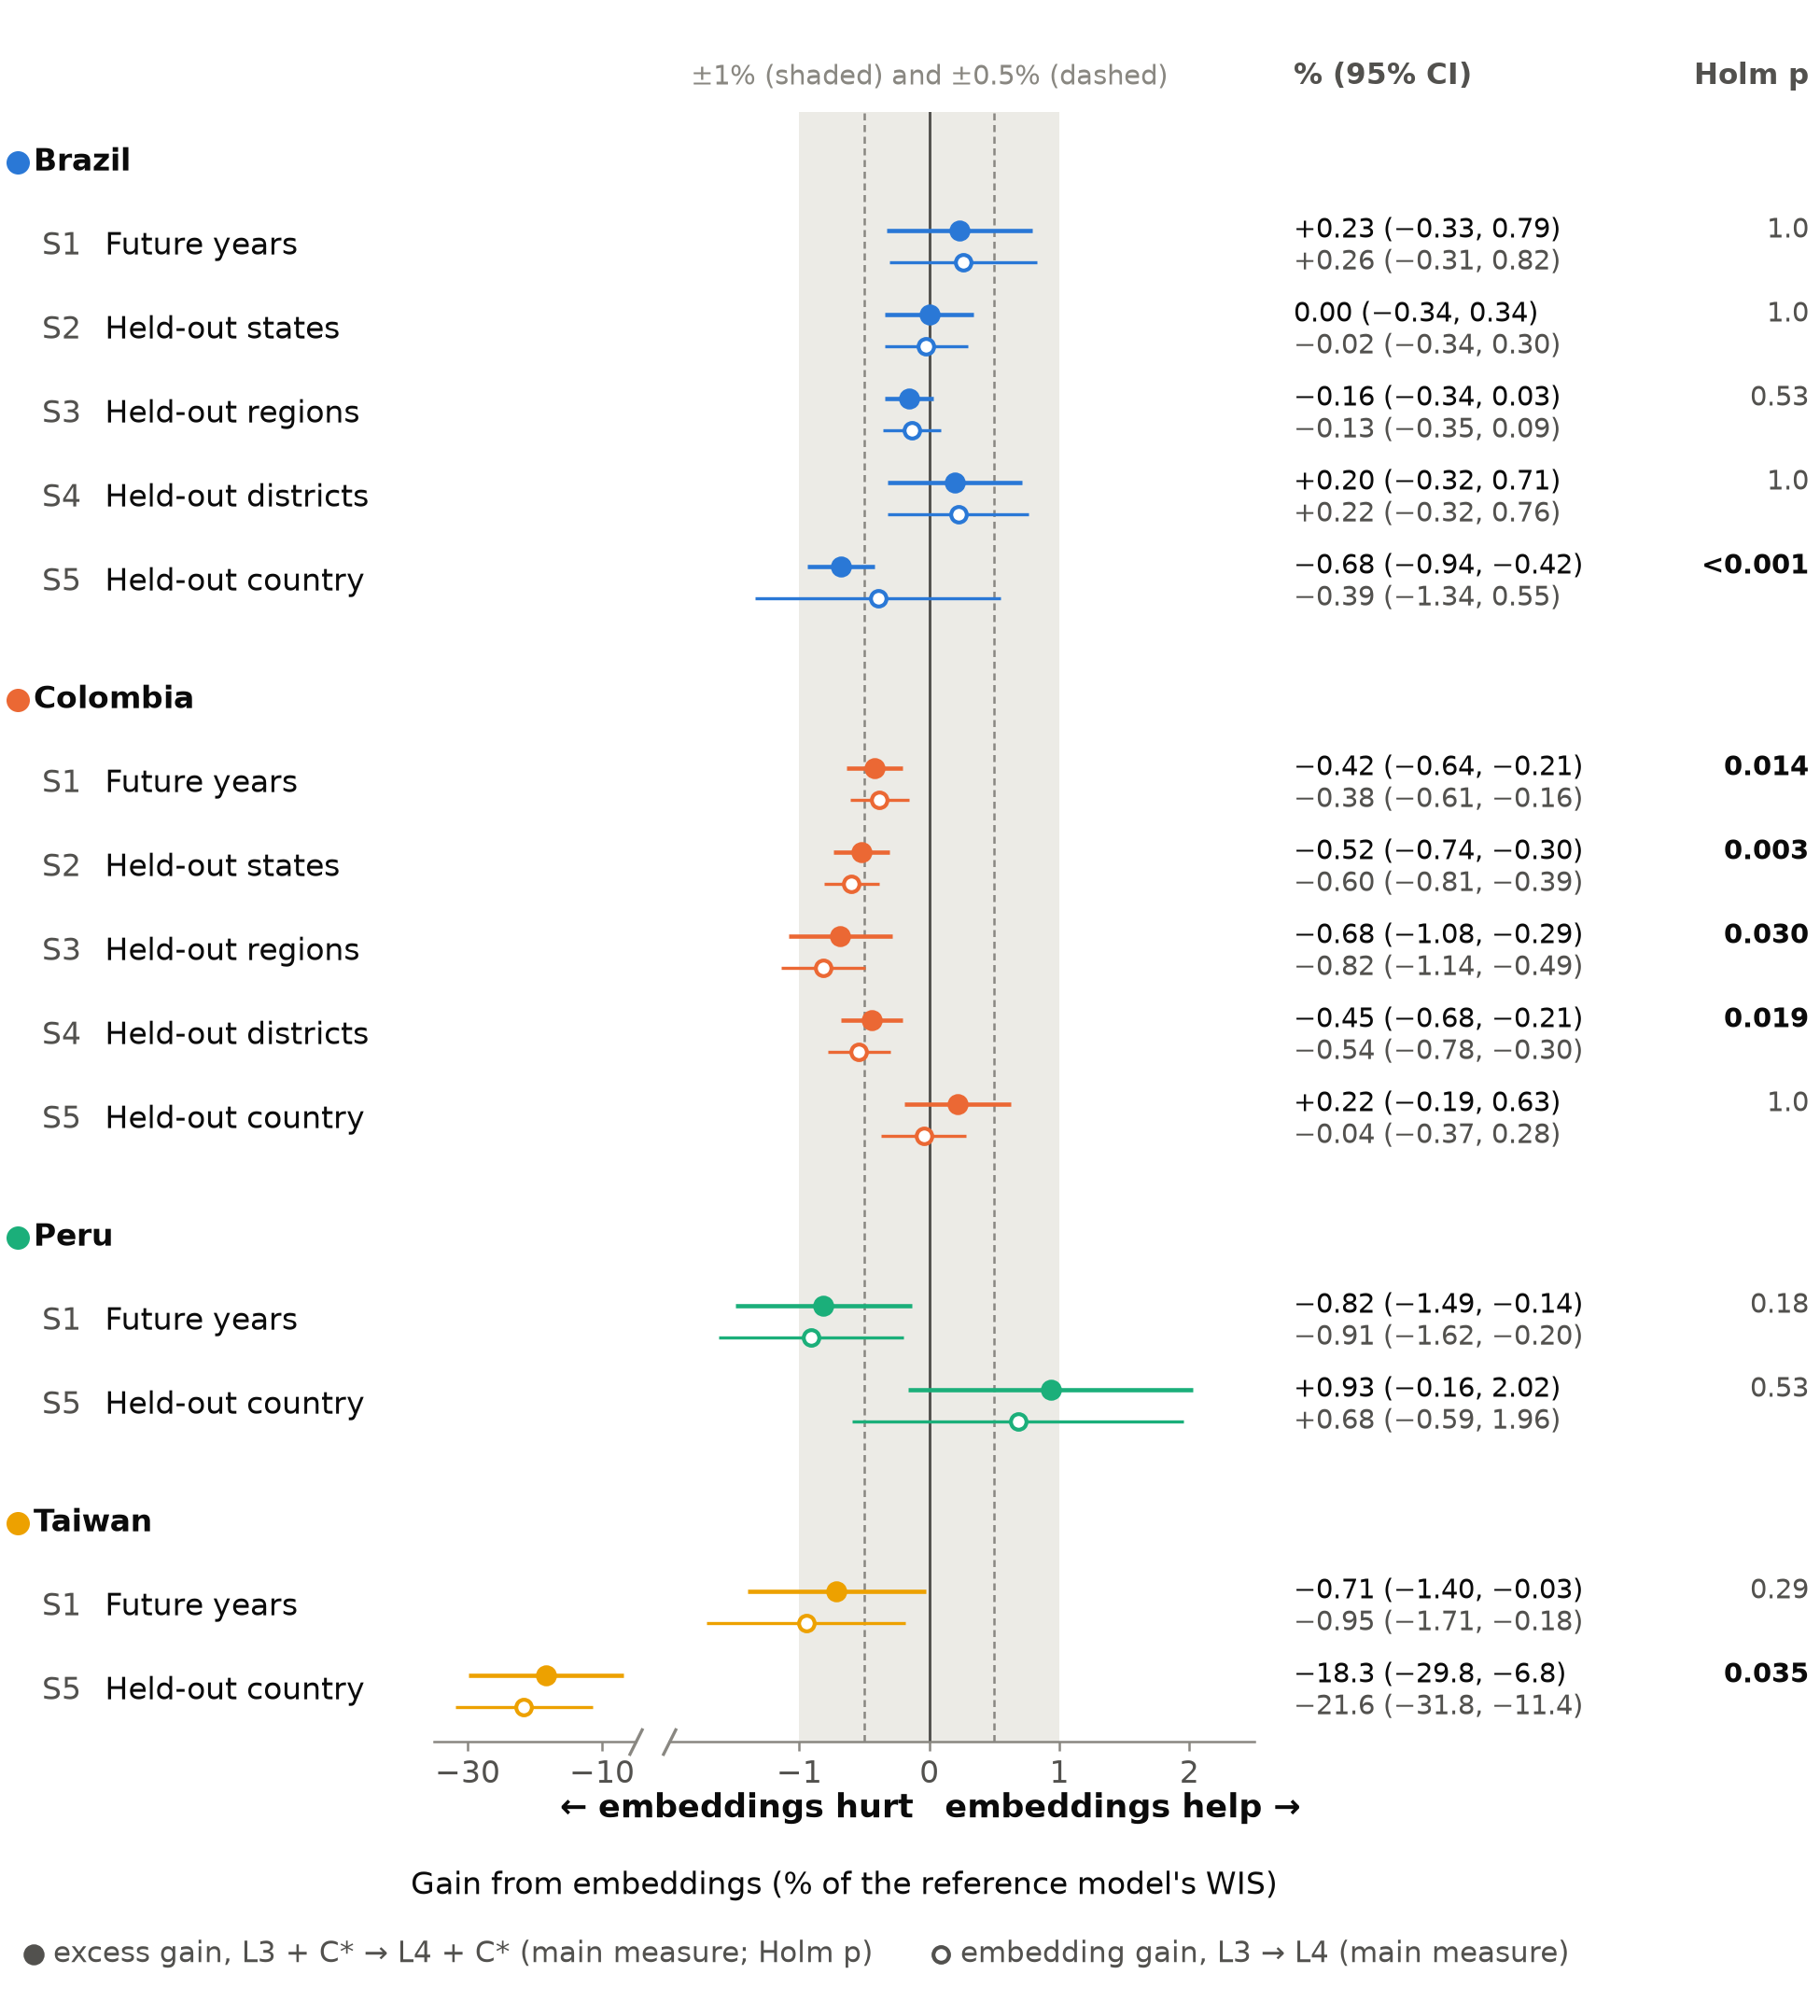 ±1% (shaded) and ±0.5% (dashed) % (95% CI) Holm p
Brazil
S1 Future years +0.23 (−0.33, 0.79) 1.0
+0.26 (−0.31, 0.82)
S2 Held-out states 0.00 (−0.34, 0.34) 1.0
−0.02 (−0.34, 0.30)
S3 Held-out regions −0.16 (−0.34, 0.03) 0.53
−0.13 (−0.35, 0.09)
S4 Held-out districts +0.20 (−0.32, 0.71) 1.0
+0.22 (−0.32, 0.76)
S5 Held-out country −0.68 (−0.94, −0.42) <0.001
−0.39 (−1.34, 0.55)
Colombia
S1 Future years −0.42 (−0.64, −0.21) 0.014
−0.38 (−0.61, −0.16)
S2 Held-out states −0.52 (−0.74, −0.30) 0.003
−0.60 (−0.81, −0.39)
S3 Held-out regions −0.68 (−1.08, −0.29) 0.030
−0.82 (−1.14, −0.49)
S4 Held-out districts −0.45 (−0.68, −0.21) 0.019
−0.54 (−0.78, −0.30)
S5 Held-out country +0.22 (−0.19, 0.63) 1.0
−0.04 (−0.37, 0.28)
Peru
S1 Future years −0.82 (−1.49, −0.14) 0.18
−0.91 (−1.62, −0.20)
S5 Held-out country +0.93 (−0.16, 2.02) 0.53
+0.68 (−0.59, 1.96)
Taiwan
S1 Future years −0.71 (−1.40, −0.03) 0.29
−0.95 (−1.71, −0.18)
S5 Held-out country −18.3 (−29.8, −6.8) 0.035
−21.6 (−31.8, −11.4)
−30 −10 −1 0 1 2
← embeddings hurt embeddings help →
Gain from embeddings (% of the reference model's WIS)
excess gain, L3 + C* → L4 + C* (main measure; Holm p) embedding gain, L3 → L4 (main measure)